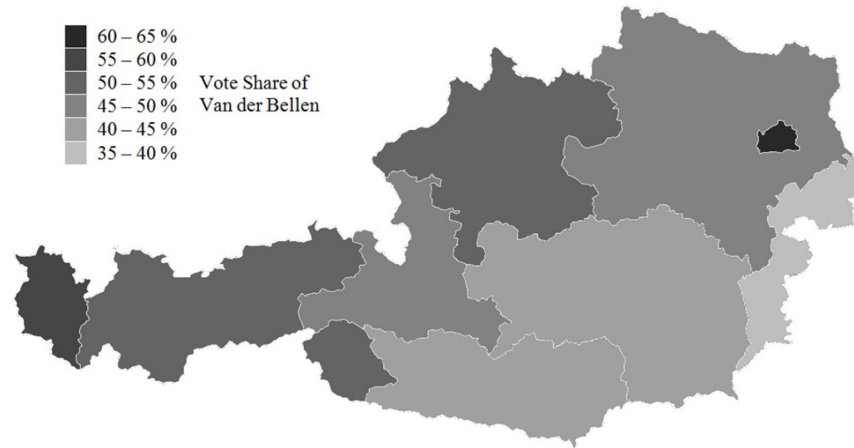 60 – 65 %
55 – 60 %
50 – 55 %
45 – 50 %
40 – 45 %
35 – 40 %
Vote Share of
Van der Bellen